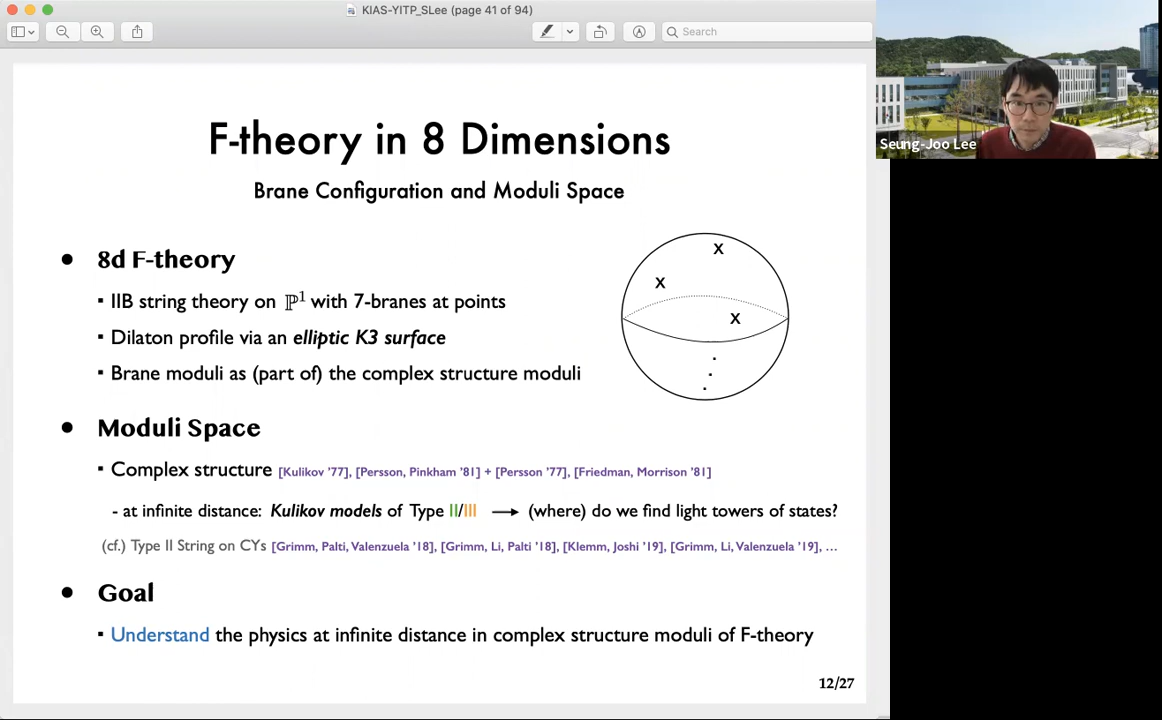 KIAS-YITP_SLee (page 41 of 94)
Search
Seung-Joo Lee
F-theory in 8 Dimensions
Brane Configuration and Moduli Space
• 8d F-theory
▪ IIB string theory on ℙ¹ with 7-branes at points
▪ Dilaton profile via an elliptic K3 surface
▪ Brane moduli as (part of) the complex structure moduli
x
x
x
• Moduli Space
▪ Complex structure [Kulikov '77], [Persson, Pinkham '81] + [Persson '77], [Friedman, Morrison '81]
- at infinite distance: Kulikov models of Type II/III ⟶ (where) do we find light towers of states?
(cf.) Type II String on CYs [Grimm, Palti, Valenzuela '18], [Grimm, Li, Palti '18], [Klemm, Joshi '19], [Grimm, Li, Valenzuela '19], ...
• Goal
▪ Understand the physics at infinite distance in complex structure moduli of F-theory
12/27